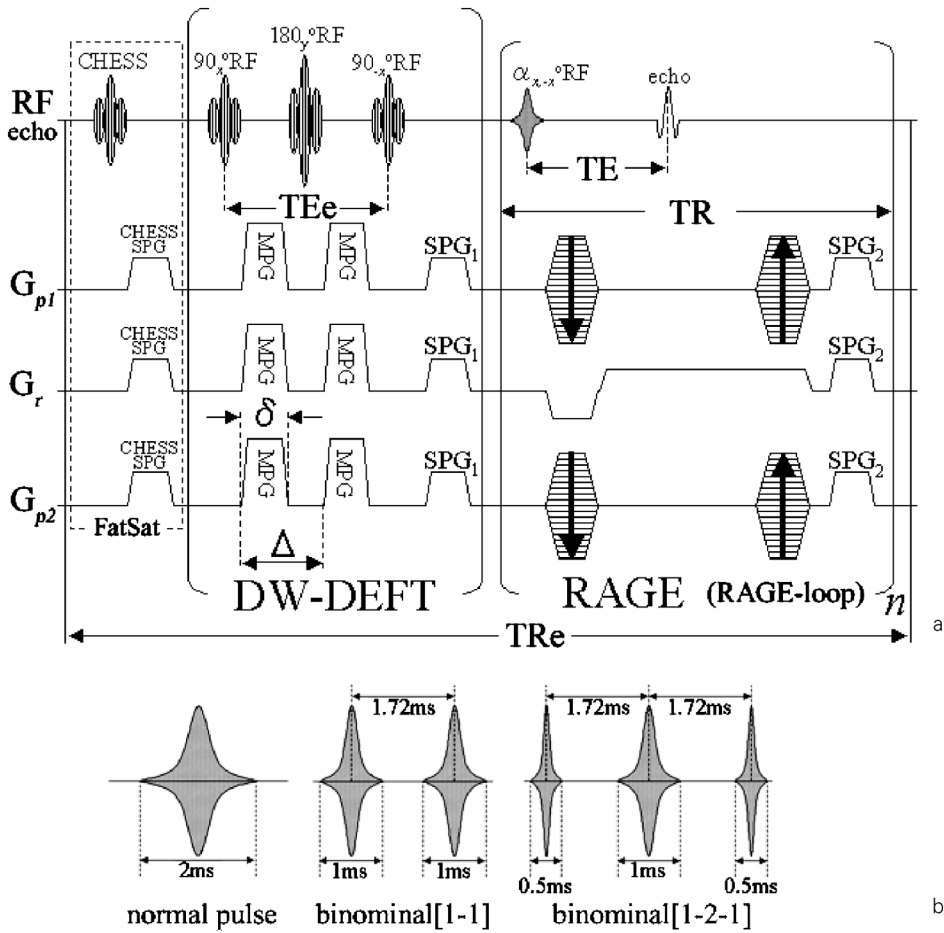 CHESS
90x°RF
180y°RF
90-x°RF
αx,-x°RF
echo
RF
echo
TEe
TE
TR
CHESS
SPG
MPG
MPG
SPG1
SPG2
Gp1
CHESS
SPG
MPG
MPG
SPG1
SPG2
Gr
δ
CHESS
SPG
MPG
MPG
SPG1
SPG2
Gp2
FatSat
Δ
DW-DEFT
RAGE (RAGE-loop) n
TRe
a
1.72ms
1.72ms
1.72ms
2ms
1ms
1ms
0.5ms
1ms
0.5ms
normal pulse
binominal[1-1]
binominal[1-2-1]
b